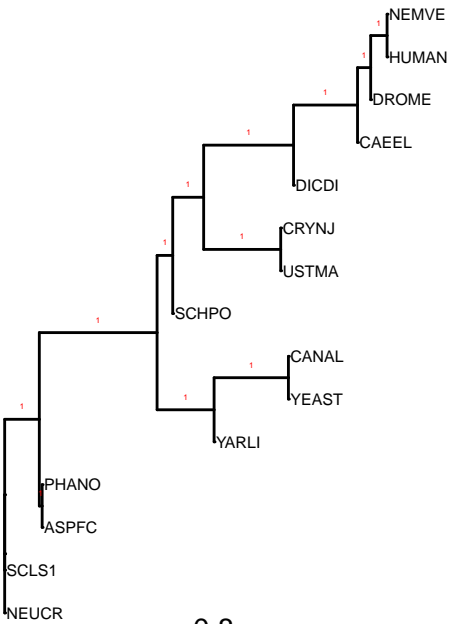 1
NEMVE
1
HUMAN
1
DROME
1
CAEEL
1
DICDI
1
CRYNJ
USTMA
1
SCHPO
1
CANAL
1
YEAST
1
YARLI
1
PHANO
ASPFC
SCLS1
NEUCR